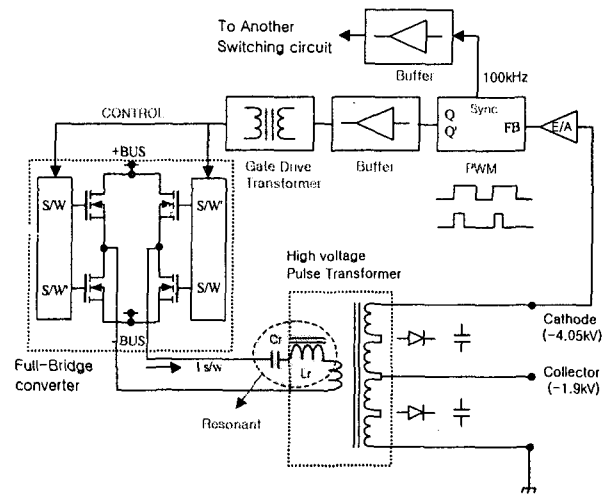 To Another
Switching circuit
Buffer
100kHz
CONTROL
Gate Drive
Transformer
Buffer
Q
Q'
Sync
FB
E/A
PWM
+BUS
S/W
S/W'
S/W'
S/W
-BUS
Full-Bridge
converter
I s/w
Cr
Lr
Resonant
High voltage
Pulse Transformer
Cathode
(-4.05kV)
Collector
(-1.9kV)